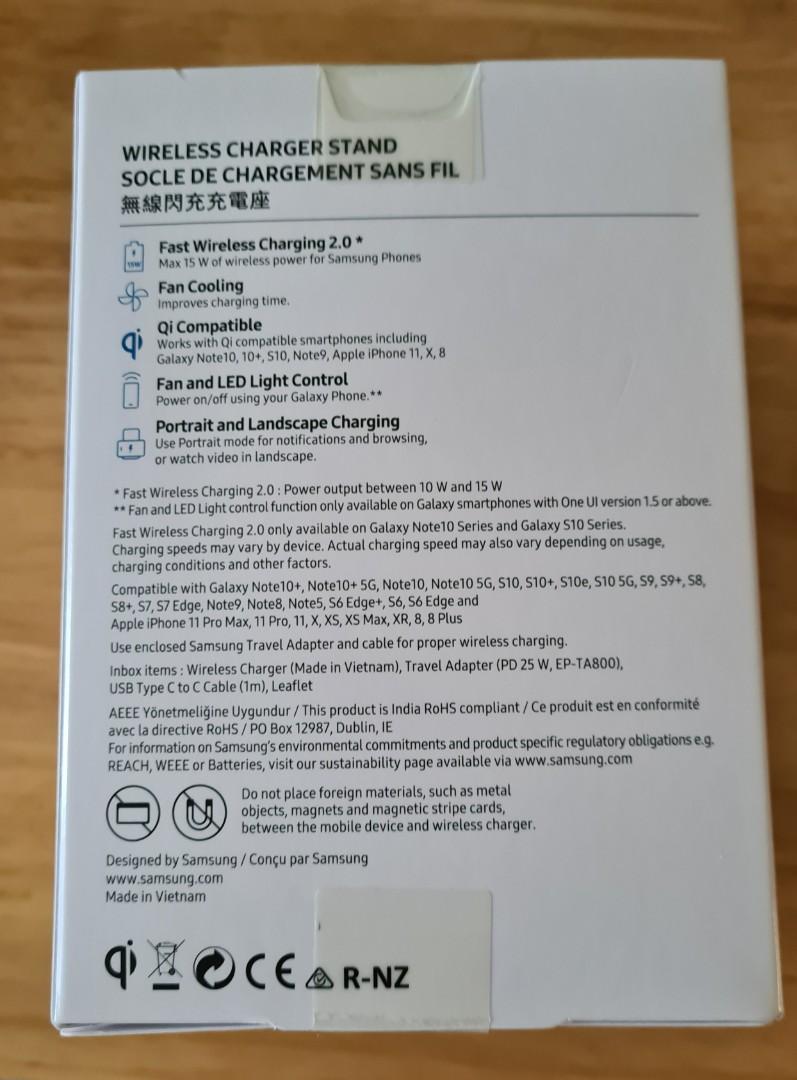 WIRELESS CHARGER STAND
SOCLE DE CHARGEMENT SANS FIL
無線閃充充電座
Fast Wireless Charging 2.0 *
15W
Max 15 W of wireless power for Samsung Phones
Fan Cooling
Improves charging time.
Qi Compatible
qi
Works with Qi compatible smartphones including
Galaxy Note10, 10+, S10, Note9, Apple iPhone 11, X, 8
Fan and LED Light Control
Power on/off using your Galaxy Phone.**
Portrait and Landscape Charging
Use Portrait mode for notifications and browsing,
or watch video in landscape.
* Fast Wireless Charging 2.0 : Power output between 10 W and 15 W
** Fan and LED Light control function only available on Galaxy smartphones with One UI version 1.5 or above.
Fast Wireless Charging 2.0 only available on Galaxy Note10 Series and Galaxy S10 Series.
Charging speeds may vary by device. Actual charging speed may also vary depending on usage,
charging conditions and other factors.
Compatible with Galaxy Note10+, Note10+ 5G, Note10, Note10 5G, S10, S10+, S10e, S10 5G, S9, S9+, S8,
S8+, S7, S7 Edge, Note9, Note8, Note5, S6 Edge+, S6, S6 Edge and
Apple iPhone 11 Pro Max, 11 Pro, 11, X, XS, XS Max, XR, 8, 8 Plus
Use enclosed Samsung Travel Adapter and cable for proper wireless charging.
Inbox items : Wireless Charger (Made in Vietnam), Travel Adapter (PD 25 W, EP-TA800),
USB Type C to C Cable (1m), Leaflet
AEEE Yönetmeliğine Uygundur / This product is India RoHS compliant / Ce produit est en conformité
avec la directive RoHS / PO Box 12987, Dublin, IE
For information on Samsung's environmental commitments and product specific regulatory obligations e.g.
REACH, WEEE or Batteries, visit our sustainability page available via www.samsung.com
Do not place foreign materials, such as metal
objects, magnets and magnetic stripe cards,
between the mobile device and wireless charger.
Designed by Samsung / Conçu par Samsung
www.samsung.com
Made in Vietnam
qi CE R-NZ